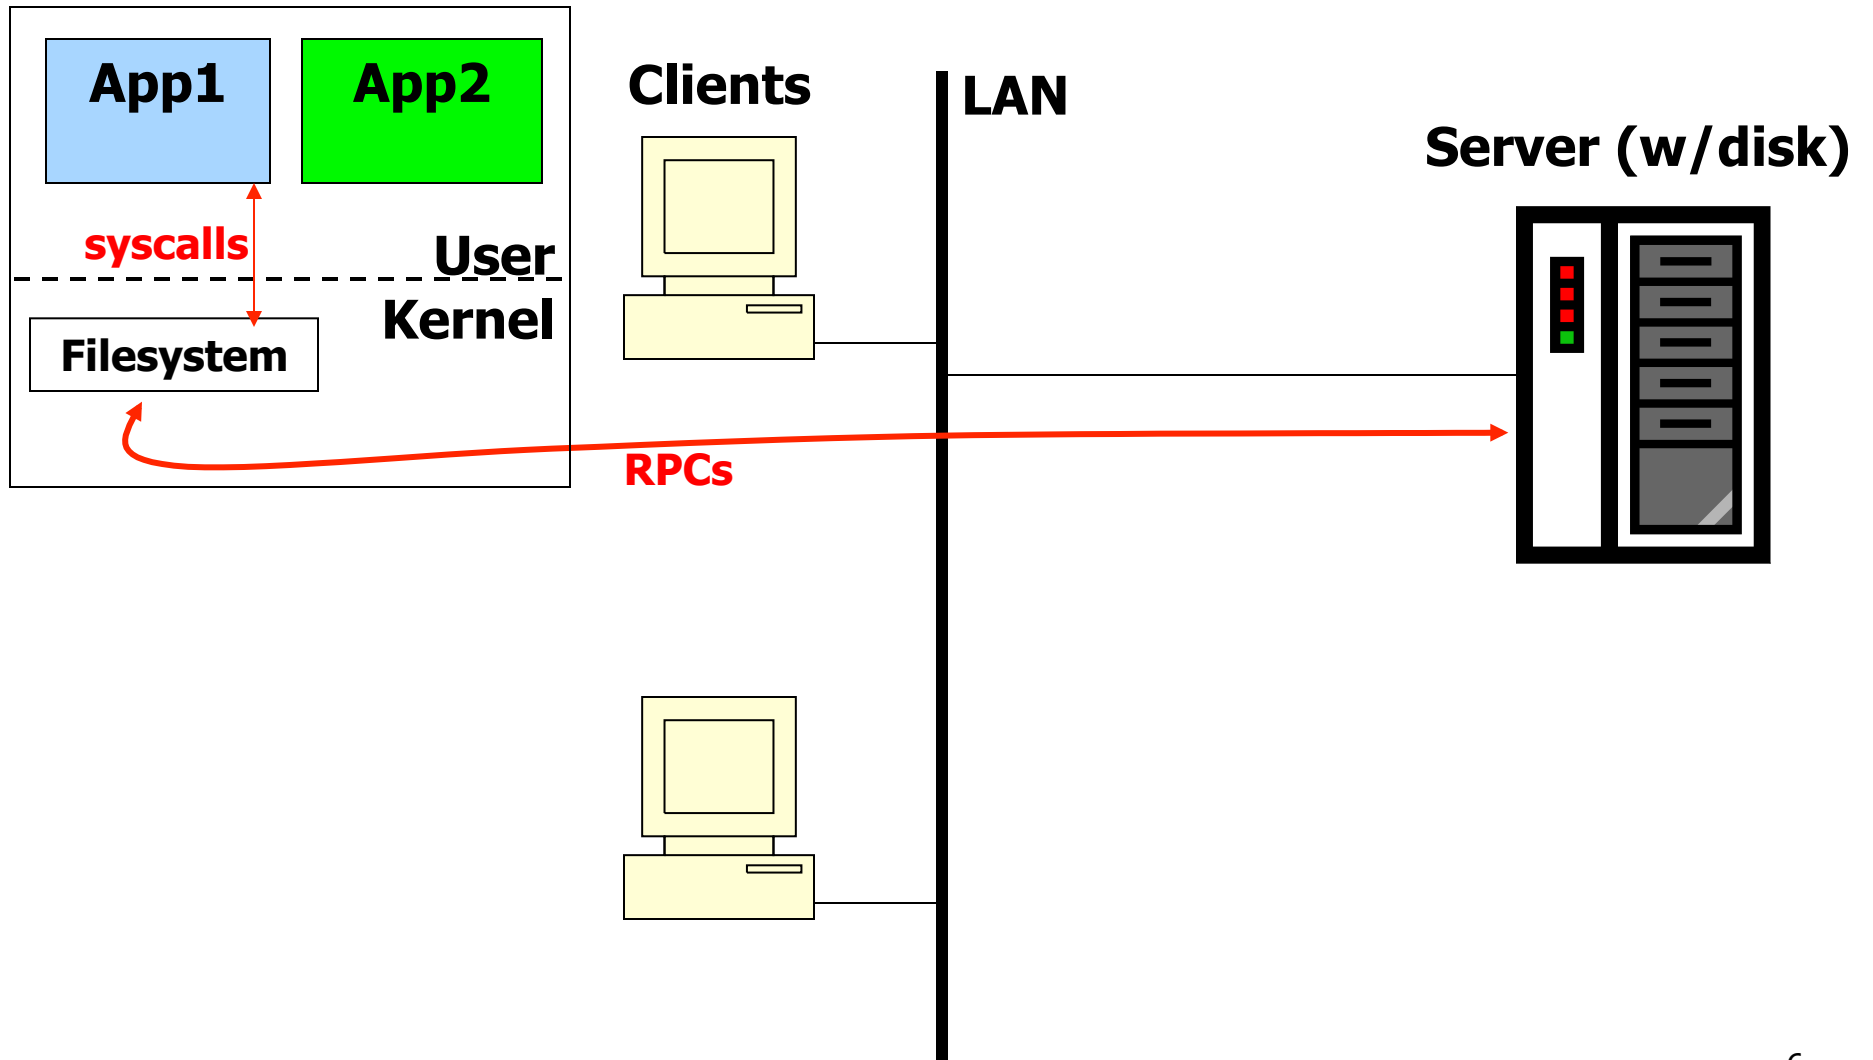 App1
App2
Clients
LAN
Server (w/disk)
syscalls
User
Kernel
Filesystem
RPCs